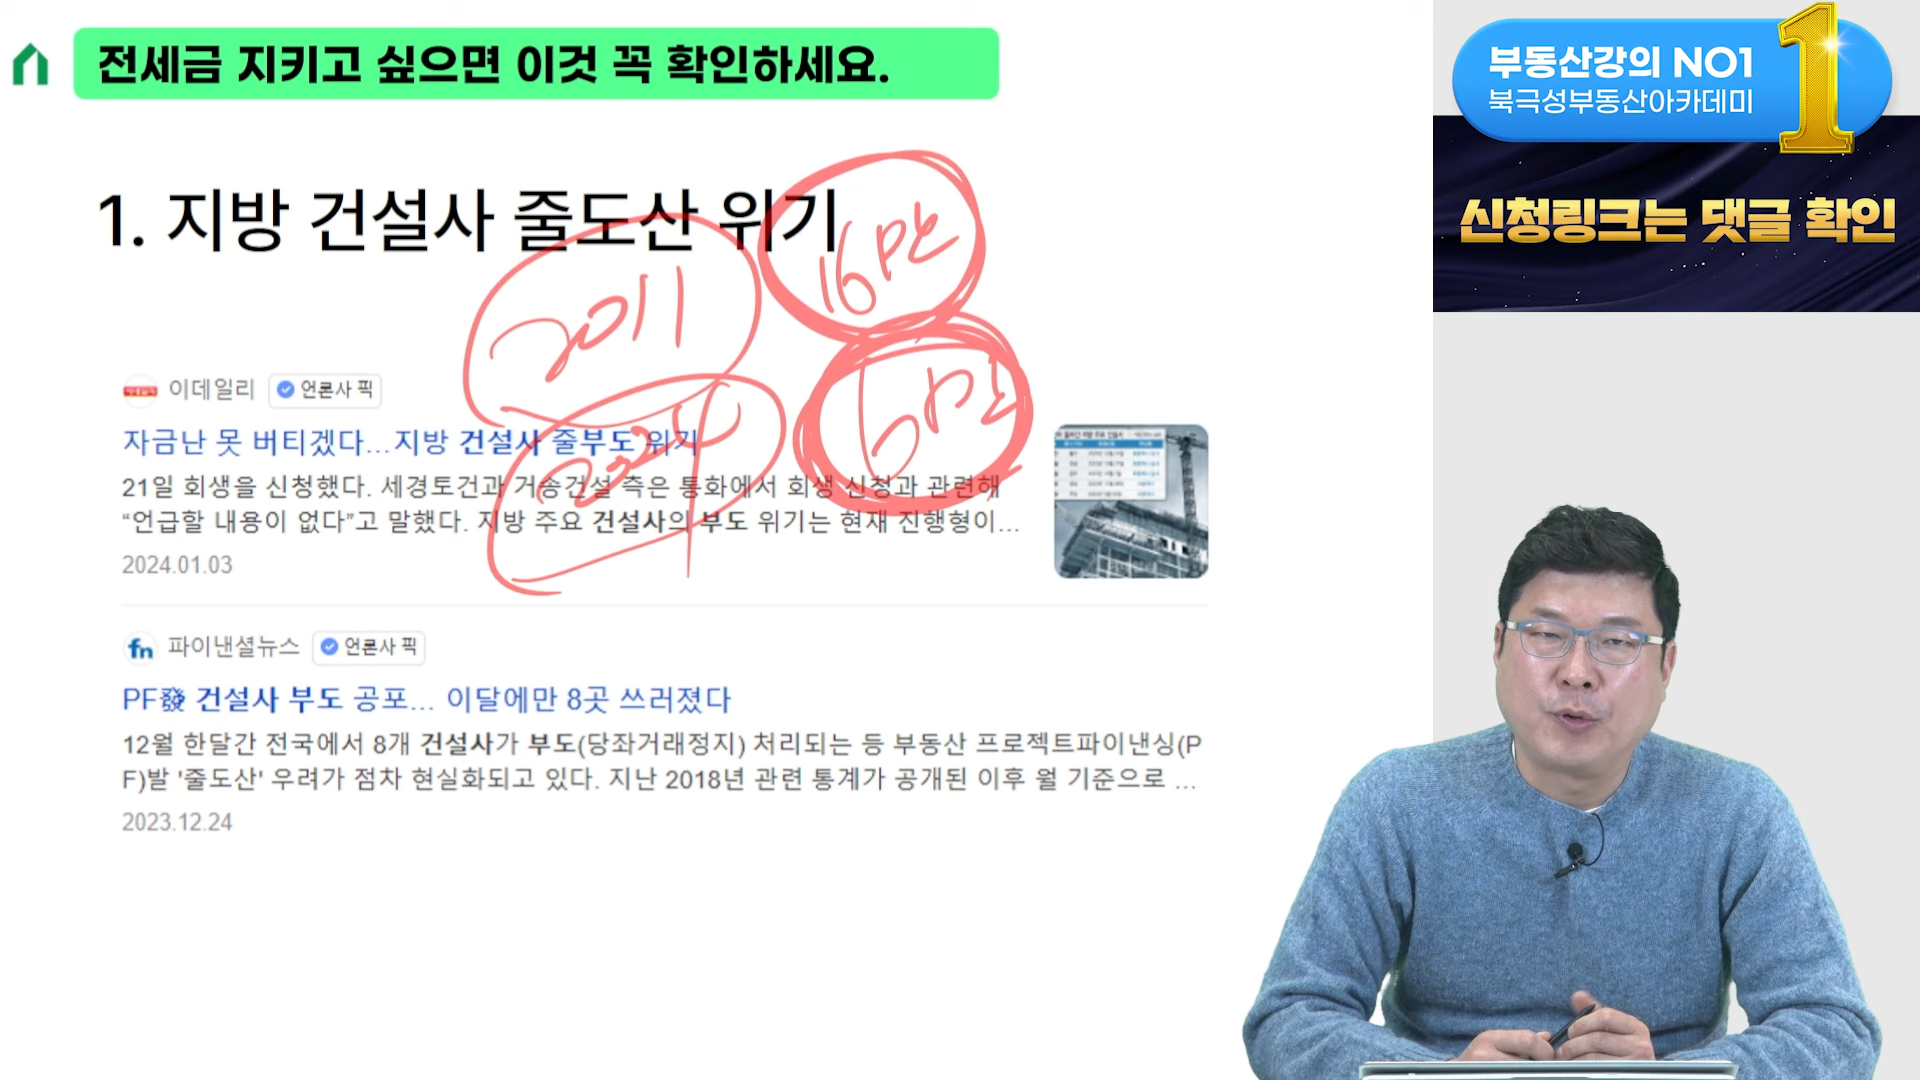 전세금 지키고 싶으면 이것 꼭 확인하세요.
부동산강의 NO1
북극성부동산아카데미
1
신청링크는 댓글 확인
1. 지방 건설사 줄도산 위기
16만
2011
6만
2024
이데일리 언론사 픽
자금난 못 버티겠다...지방 건설사 줄부도 위기
21일 회생을 신청했다. 세경토건과 거송건설 측은 통화에서 회생 신청과 관련해
“언급할 내용이 없다”고 말했다. 지방 주요 건설사의 부도 위기는 현재 진행형이...
2024.01.03
fn 파이낸셜뉴스 언론사 픽
PF發 건설사 부도 공포... 이달에만 8곳 쓰러졌다
12월 한달간 전국에서 8개 건설사가 부도(당좌거래정지) 처리되는 등 부동산 프로젝트파이낸싱(P
F)발 '줄도산' 우려가 점차 현실화되고 있다. 지난 2018년 관련 통계가 공개된 이후 월 기준으로 ...
2023.12.24